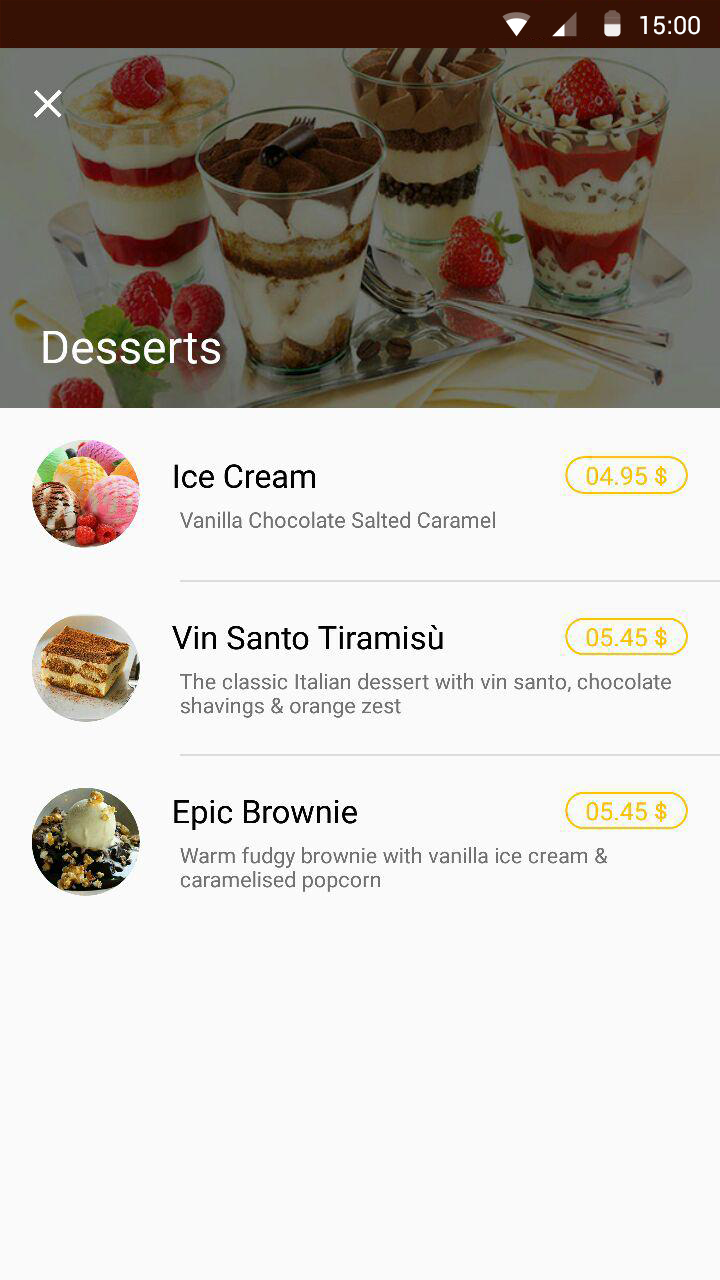 15:00
Desserts
Ice Cream
04.95 $
Vanilla Chocolate Salted Caramel
Vin Santo Tiramisù
05.45 $
The classic Italian dessert with vin santo, chocolate
shavings & orange zest
Epic Brownie
05.45 $
Warm fudgy brownie with vanilla ice cream &
caramelised popcorn